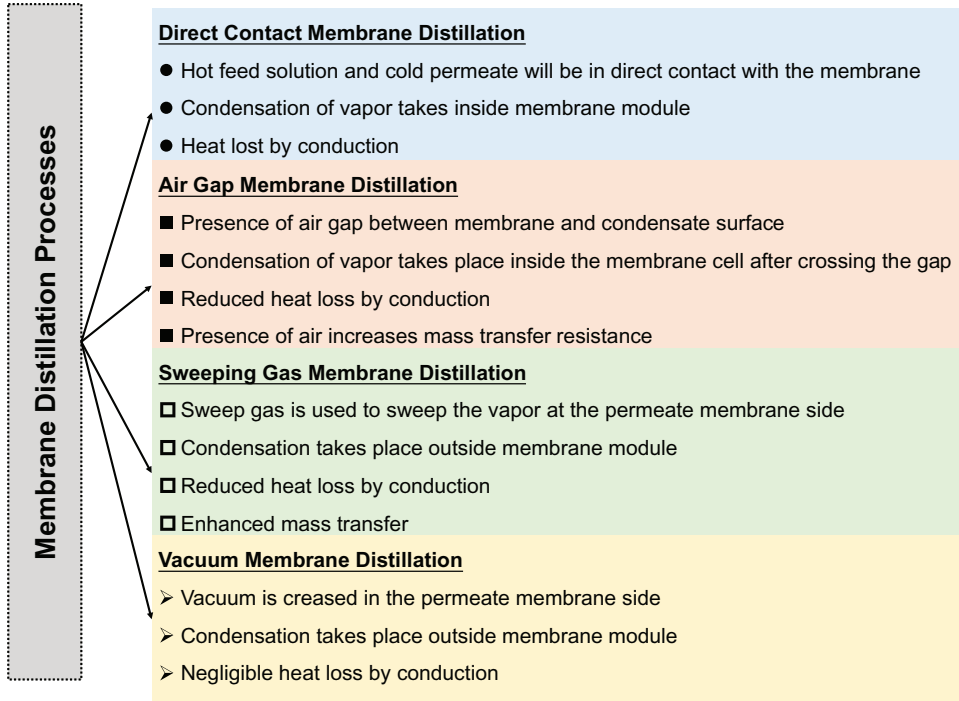 Membrane Distillation Processes
Direct Contact Membrane Distillation
● Hot feed solution and cold permeate will be in direct contact with the membrane
● Condensation of vapor takes inside membrane module
● Heat lost by conduction
Air Gap Membrane Distillation
■ Presence of air gap between membrane and condensate surface
■ Condensation of vapor takes place inside the membrane cell after crossing the gap
■ Reduced heat loss by conduction
■ Presence of air increases mass transfer resistance
Sweeping Gas Membrane Distillation
◻ Sweep gas is used to sweep the vapor at the permeate membrane side
◻ Condensation takes place outside membrane module
◻ Reduced heat loss by conduction
◻ Enhanced mass transfer
Vacuum Membrane Distillation
➢ Vacuum is creased in the permeate membrane side
➢ Condensation takes place outside membrane module
➢ Negligible heat loss by conduction